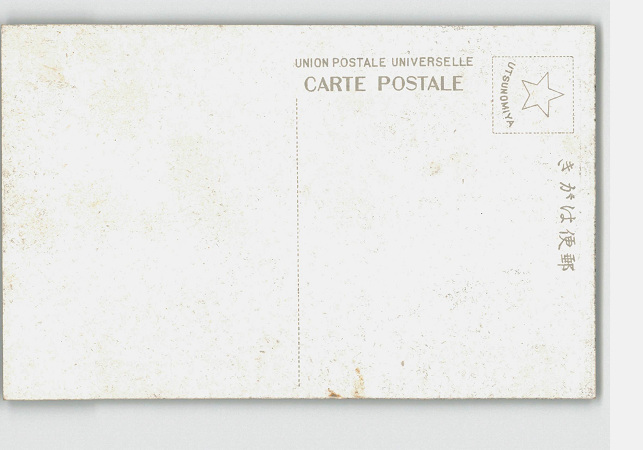 UNION POSTALE UNIVERSELLE
CARTE POSTALE
UTSUNOMIYA
郵便はがき